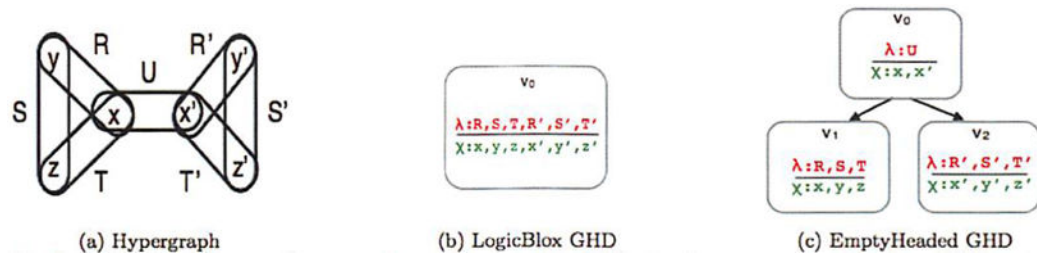 R
R'
y
y'
U
S
x
x'
S'
z
z'
T
T'
(a) Hypergraph
v₀
λ:R,S,T,R',S',T'
χ:x,y,z,x',y',z'
(b) LogicBlox GHD
v₀
λ:U
χ:x,x'
v₁
λ:R,S,T
χ:x,y,z
v₂
λ:R',S',T'
χ:x',y',z'
(c) EmptyHeaded GHD